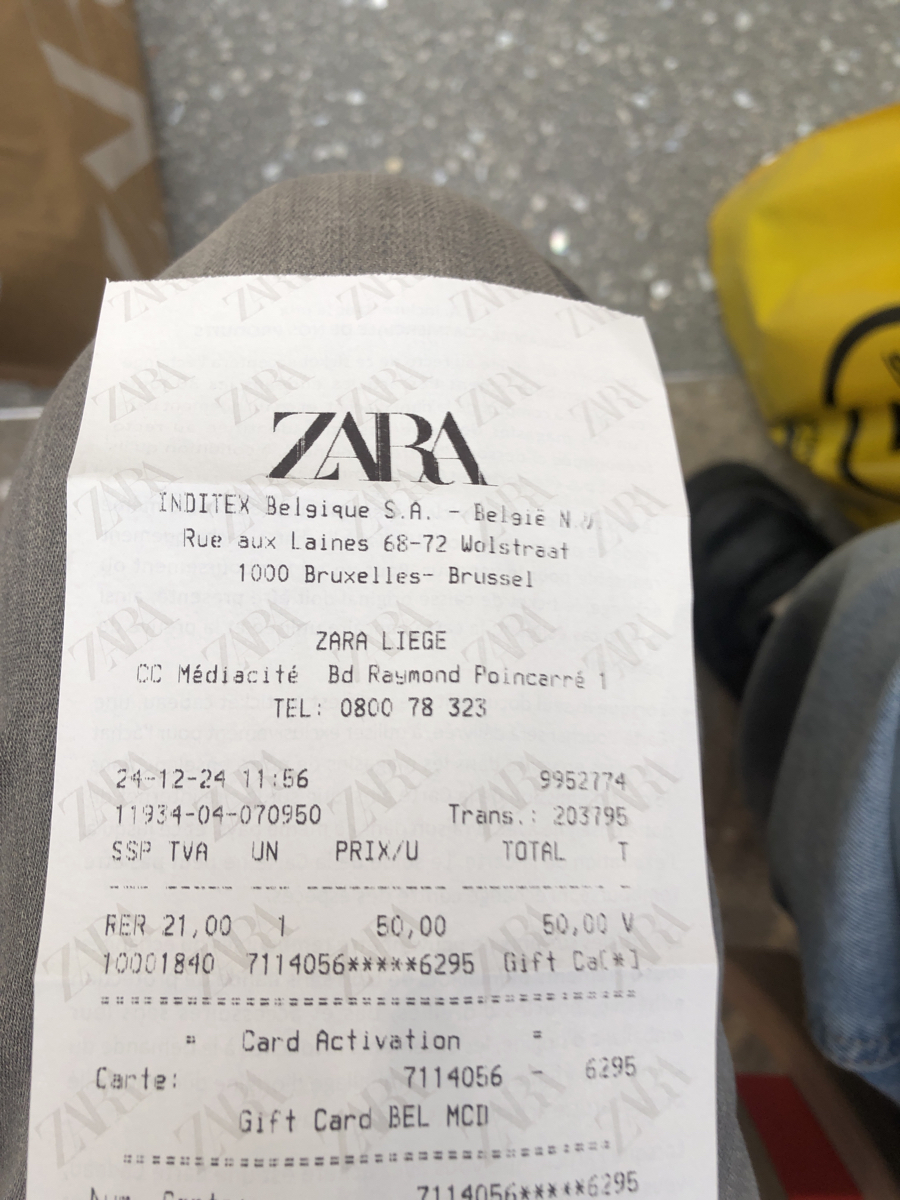 ZARA
INDITEX Belgique S.A. - België N.V.
Rue aux Laines 68-72 Wolstraat
1000 Bruxelles- Brussel
ZARA LIEGE
CC Médiacité Bd Raymond Poincarré 1
TEL: 0800 78 323
24-12-24 11:56 9952774
11934-04-070950 Trans.: 203795
SSP TVA UN PRIX/U TOTAL T
RER 21,00 1 50,00 50,00 V
10001840 7114056*****6295 Gift Ca[*]
= Card Activation =
Carte: 7114056 - 6295
Gift Card BEL MCD
7114056*****6295